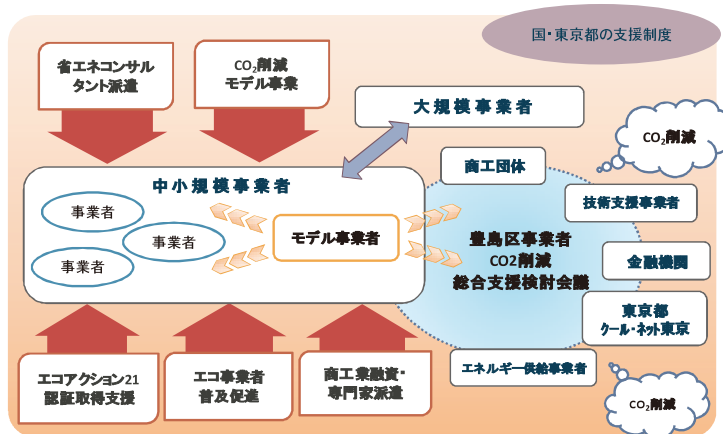 国・東京都の支援制度
省エネコンサル
タント派遣
CO₂削減
モデル事業
大規模事業者
CO₂削減
商工団体
中小規模事業者
技術支援事業者
事業者
事業者
事業者
モデル事業者
豊島区事業者
CO2削減
総合支援検討会議
金融機関
東京都
クール・ネット東京
エネルギー供給事業者
エコアクション21
認証取得支援
エコ事業者
普及促進
商工業融資・
専門家派遣
CO₂削減